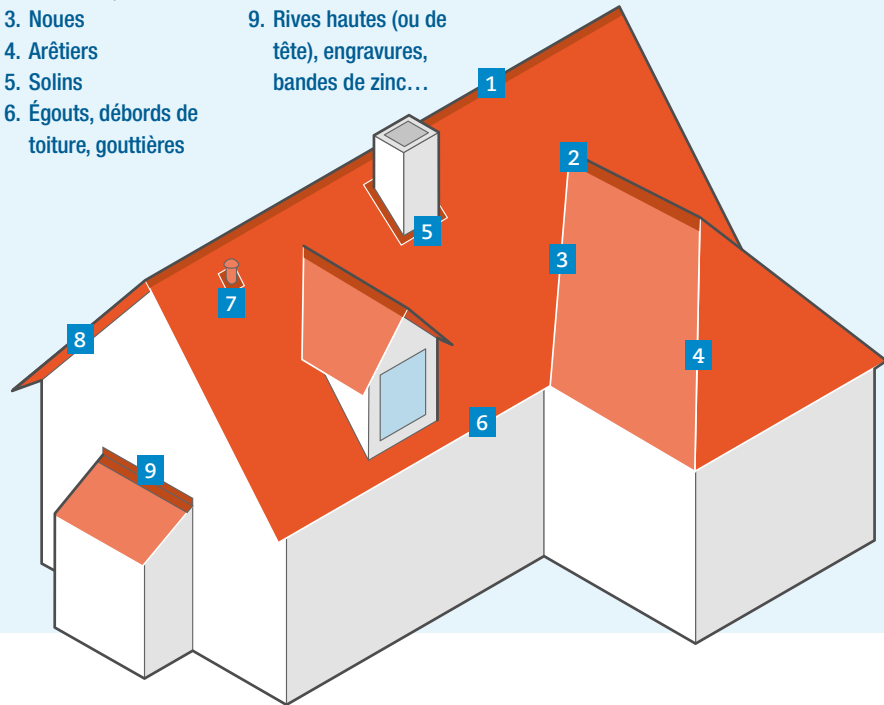 3. Noues
4. Arêtiers
5. Solins
6. Égouts, débords de
toiture, gouttières
9. Rives hautes (ou de
tête), engravures,
bandes de zinc…
1
2
5
3
7
8
4
6
9